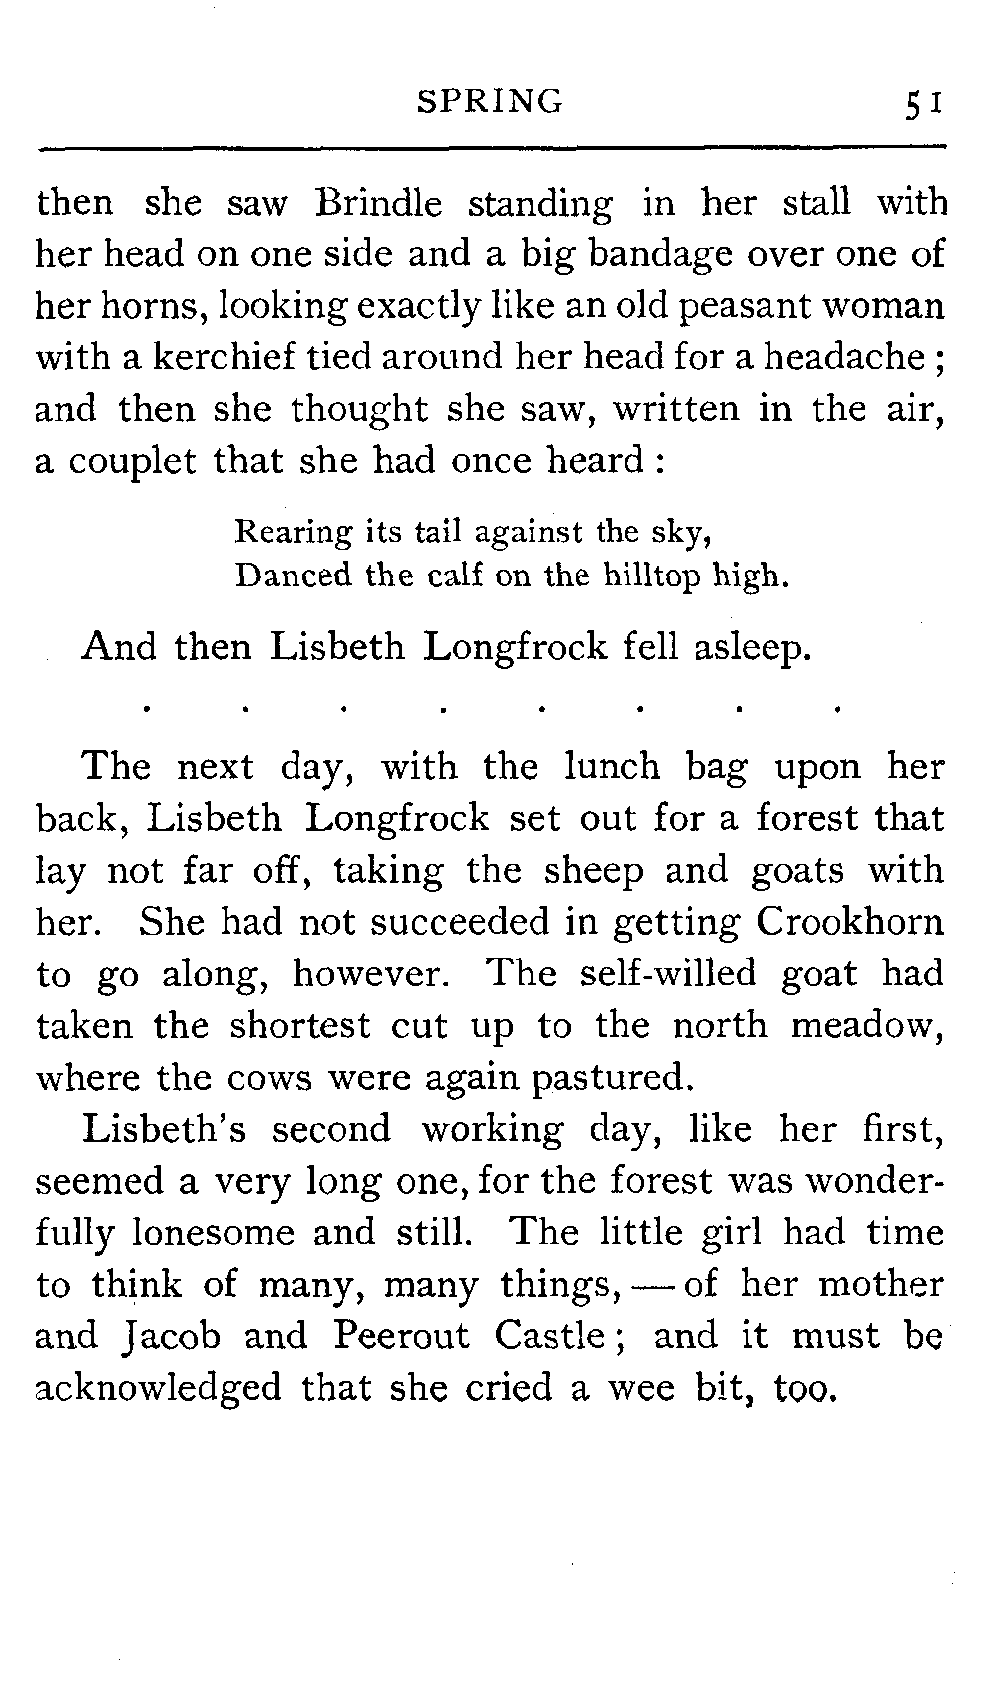 SPRING 51
then she saw Brindle standing in her stall with
her head on one side and a big bandage over one of
her horns, looking exactly like an old peasant woman
with a kerchief tied around her head for a headache ;
and then she thought she saw, written in the air,
a couplet that she had once heard :
Rearing its tail against the sky,
Danced the calf on the hilltop high.
And then Lisbeth Longfrock fell asleep.
. . . . . . . .
The next day, with the lunch bag upon her
back, Lisbeth Longfrock set out for a forest that
lay not far off, taking the sheep and goats with
her. She had not succeeded in getting Crookhorn
to go along, however. The self-willed goat had
taken the shortest cut up to the north meadow,
where the cows were again pastured.
Lisbeth's second working day, like her first,
seemed a very long one, for the forest was wonder-
fully lonesome and still. The little girl had time
to think of many, many things, — of her mother
and Jacob and Peerout Castle ; and it must be
acknowledged that she cried a wee bit, too.